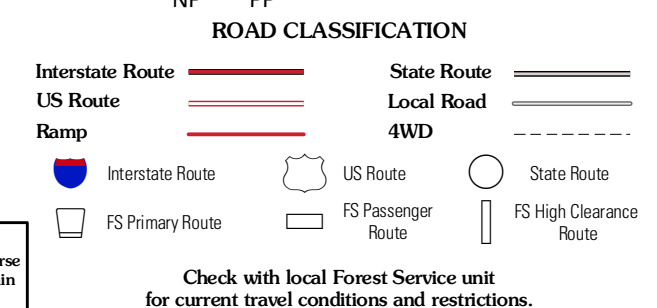 ROAD CLASSIFICATION
Interstate Route
State Route
US Route
Local Road
Ramp
4WD
Interstate Route
US Route
State Route
FS Primary Route
FS Passenger
Route
FS High Clearance
Route
Check with local Forest Service unit
for current travel conditions and restrictions.